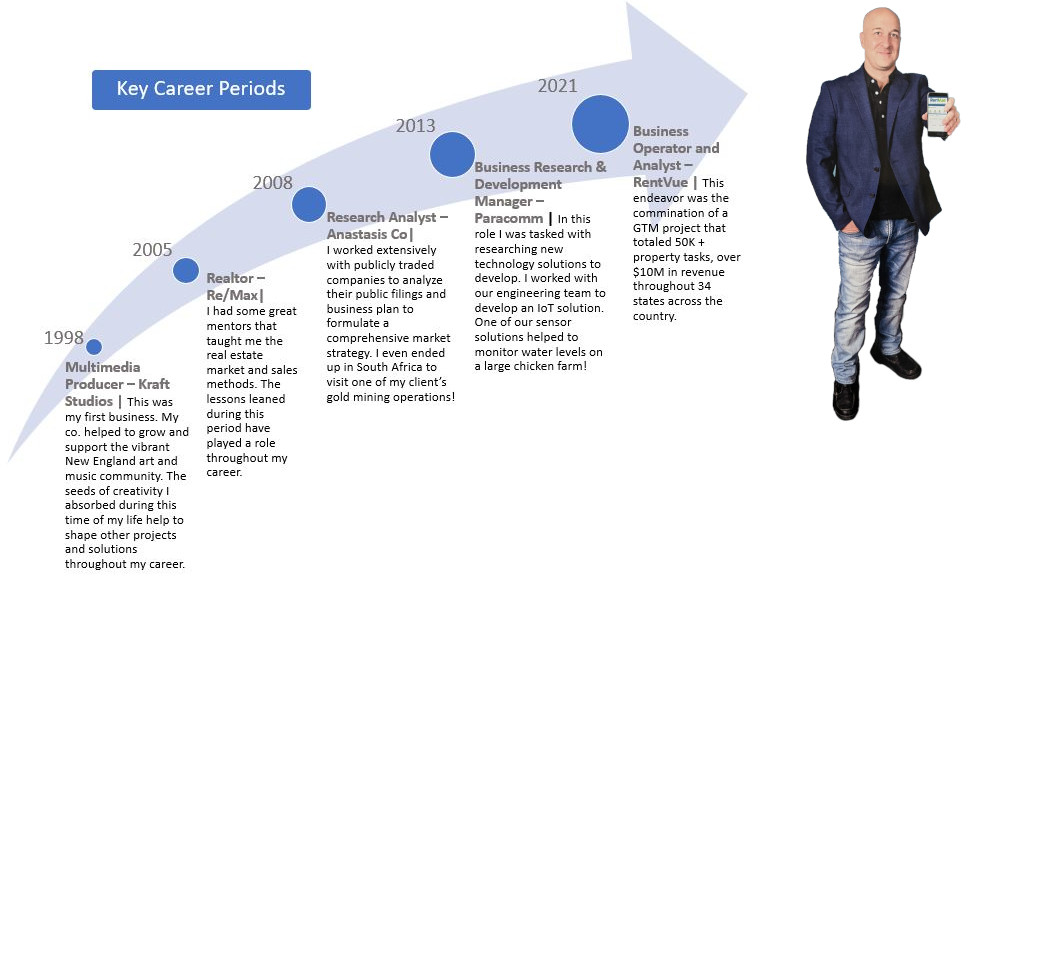 Key Career Periods
1998
Multimedia
Producer – Kraft
Studios | This was
my first business. My
co. helped to grow and
support the vibrant
New England art and
music community. The
seeds of creativity I
absorbed during this
time of my life help to
shape other projects
and solutions
throughout my career.
2005
Realtor –
Re/Max|
I had some great
mentors that
taught me the
real estate
market and sales
methods. The
lessons leaned
during this
period have
played a role
throughout my
career.
2008
Research Analyst –
Anastasis Co|
I worked extensively
with publicly traded
companies to analyze
their public filings and
business plan to
formulate a
comprehensive market
strategy. I even ended
up in South Africa to
visit one of my client’s
gold mining operations!
2013
Business Research &
Development
Manager –
Paracomm | In this
role I was tasked with
researching new
technology solutions to
develop. I worked with
our engineering team to
develop an IoT solution.
One of our sensor
solutions helped to
monitor water levels on
a large chicken farm!
2021
Business
Operator and
Analyst –
RentVue | This
endeavor was the
commination of a
GTM project that
totaled 50K +
property tasks, over
$10M in revenue
throughout 34
states across the
country.